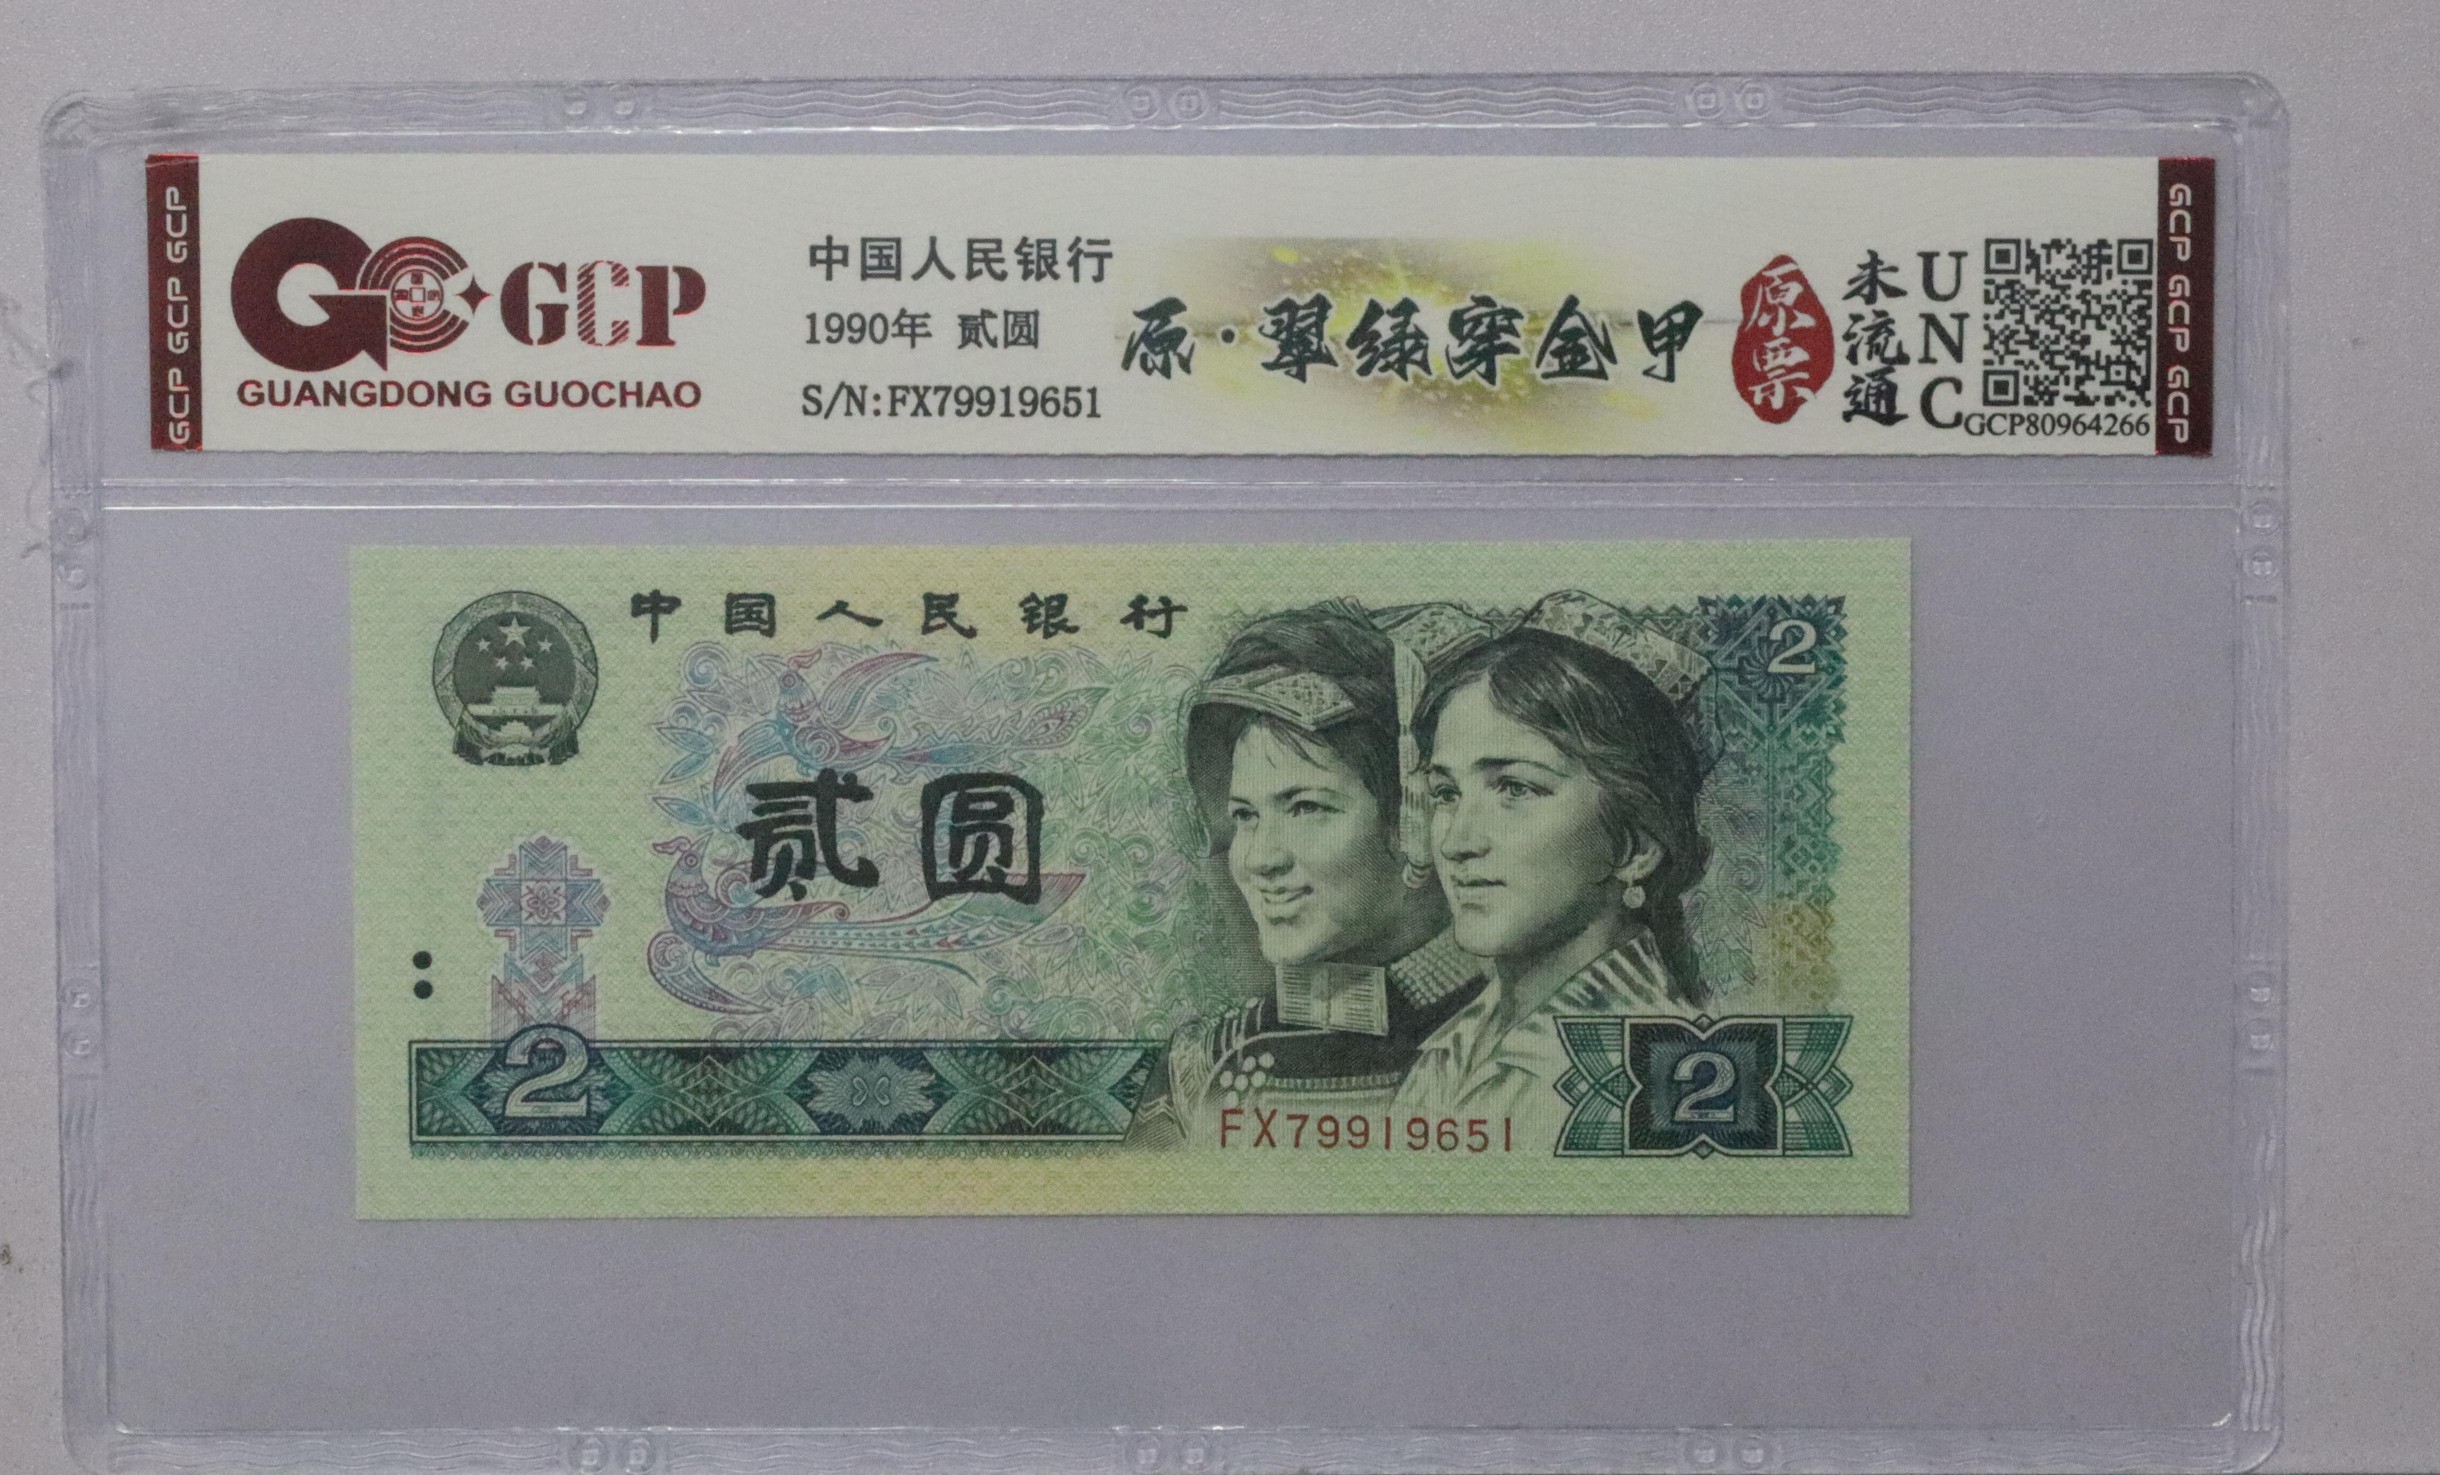 GCP GCP GCP
GCP
GUANGDONG GUOCHAO
中国人民银行
1990年 贰圆
S/N:FX79919651
原·翠绿穿金甲
原票
未流通
UNC
GCP80964266
GCP GCP GCP
中国人民银行
2
贰圆
2
FX79919651
2